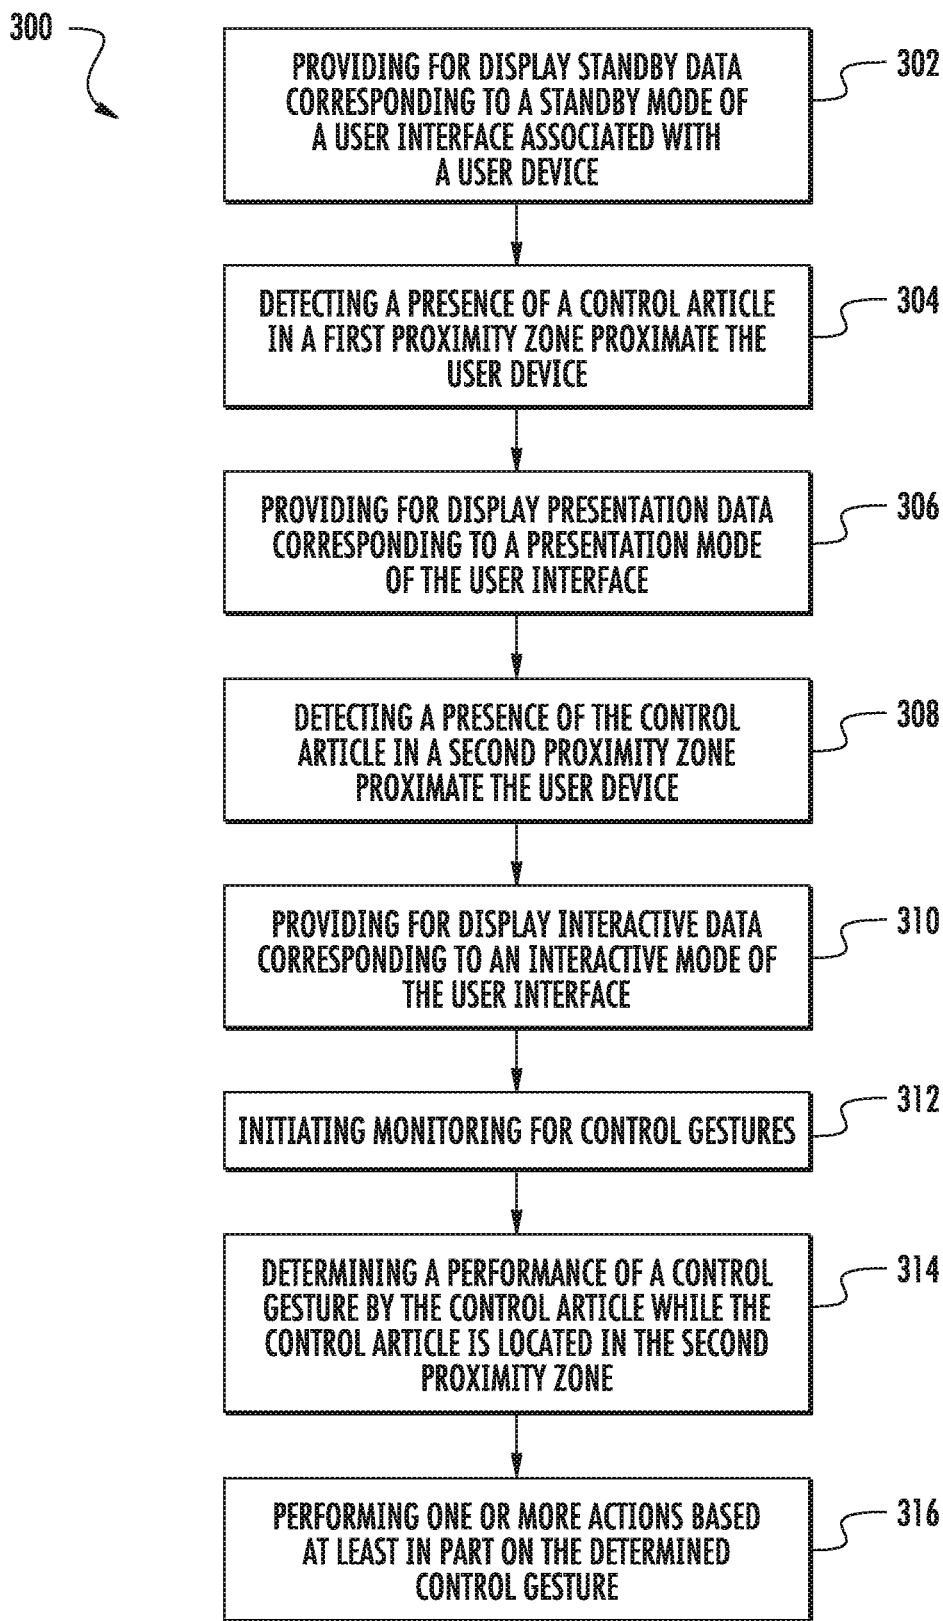 300
PROVIDING FOR DISPLAY STANDBY DATA
CORRESPONDING TO A STANDBY MODE OF
A USER INTERFACE ASSOCIATED WITH
A USER DEVICE
302
DETECTING A PRESENCE OF A CONTROL ARTICLE
IN A FIRST PROXIMITY ZONE PROXIMATE THE
USER DEVICE
304
PROVIDING FOR DISPLAY PRESENTATION DATA
CORRESPONDING TO A PRESENTATION MODE
OF THE USER INTERFACE
306
DETECTING A PRESENCE OF THE CONTROL
ARTICLE IN A SECOND PROXIMITY ZONE
PROXIMATE THE USER DEVICE
308
PROVIDING FOR DISPLAY INTERACTIVE DATA
CORRESPONDING TO AN INTERACTIVE MODE OF
THE USER INTERFACE
310
INITIATING MONITORING FOR CONTROL GESTURES
312
DETERMINING A PERFORMANCE OF A CONTROL
GESTURE BY THE CONTROL ARTICLE WHILE THE
CONTROL ARTICLE IS LOCATED IN THE SECOND
PROXIMITY ZONE
314
PERFORMING ONE OR MORE ACTIONS BASED
AT LEAST IN PART ON THE DETERMINED
CONTROL GESTURE
316